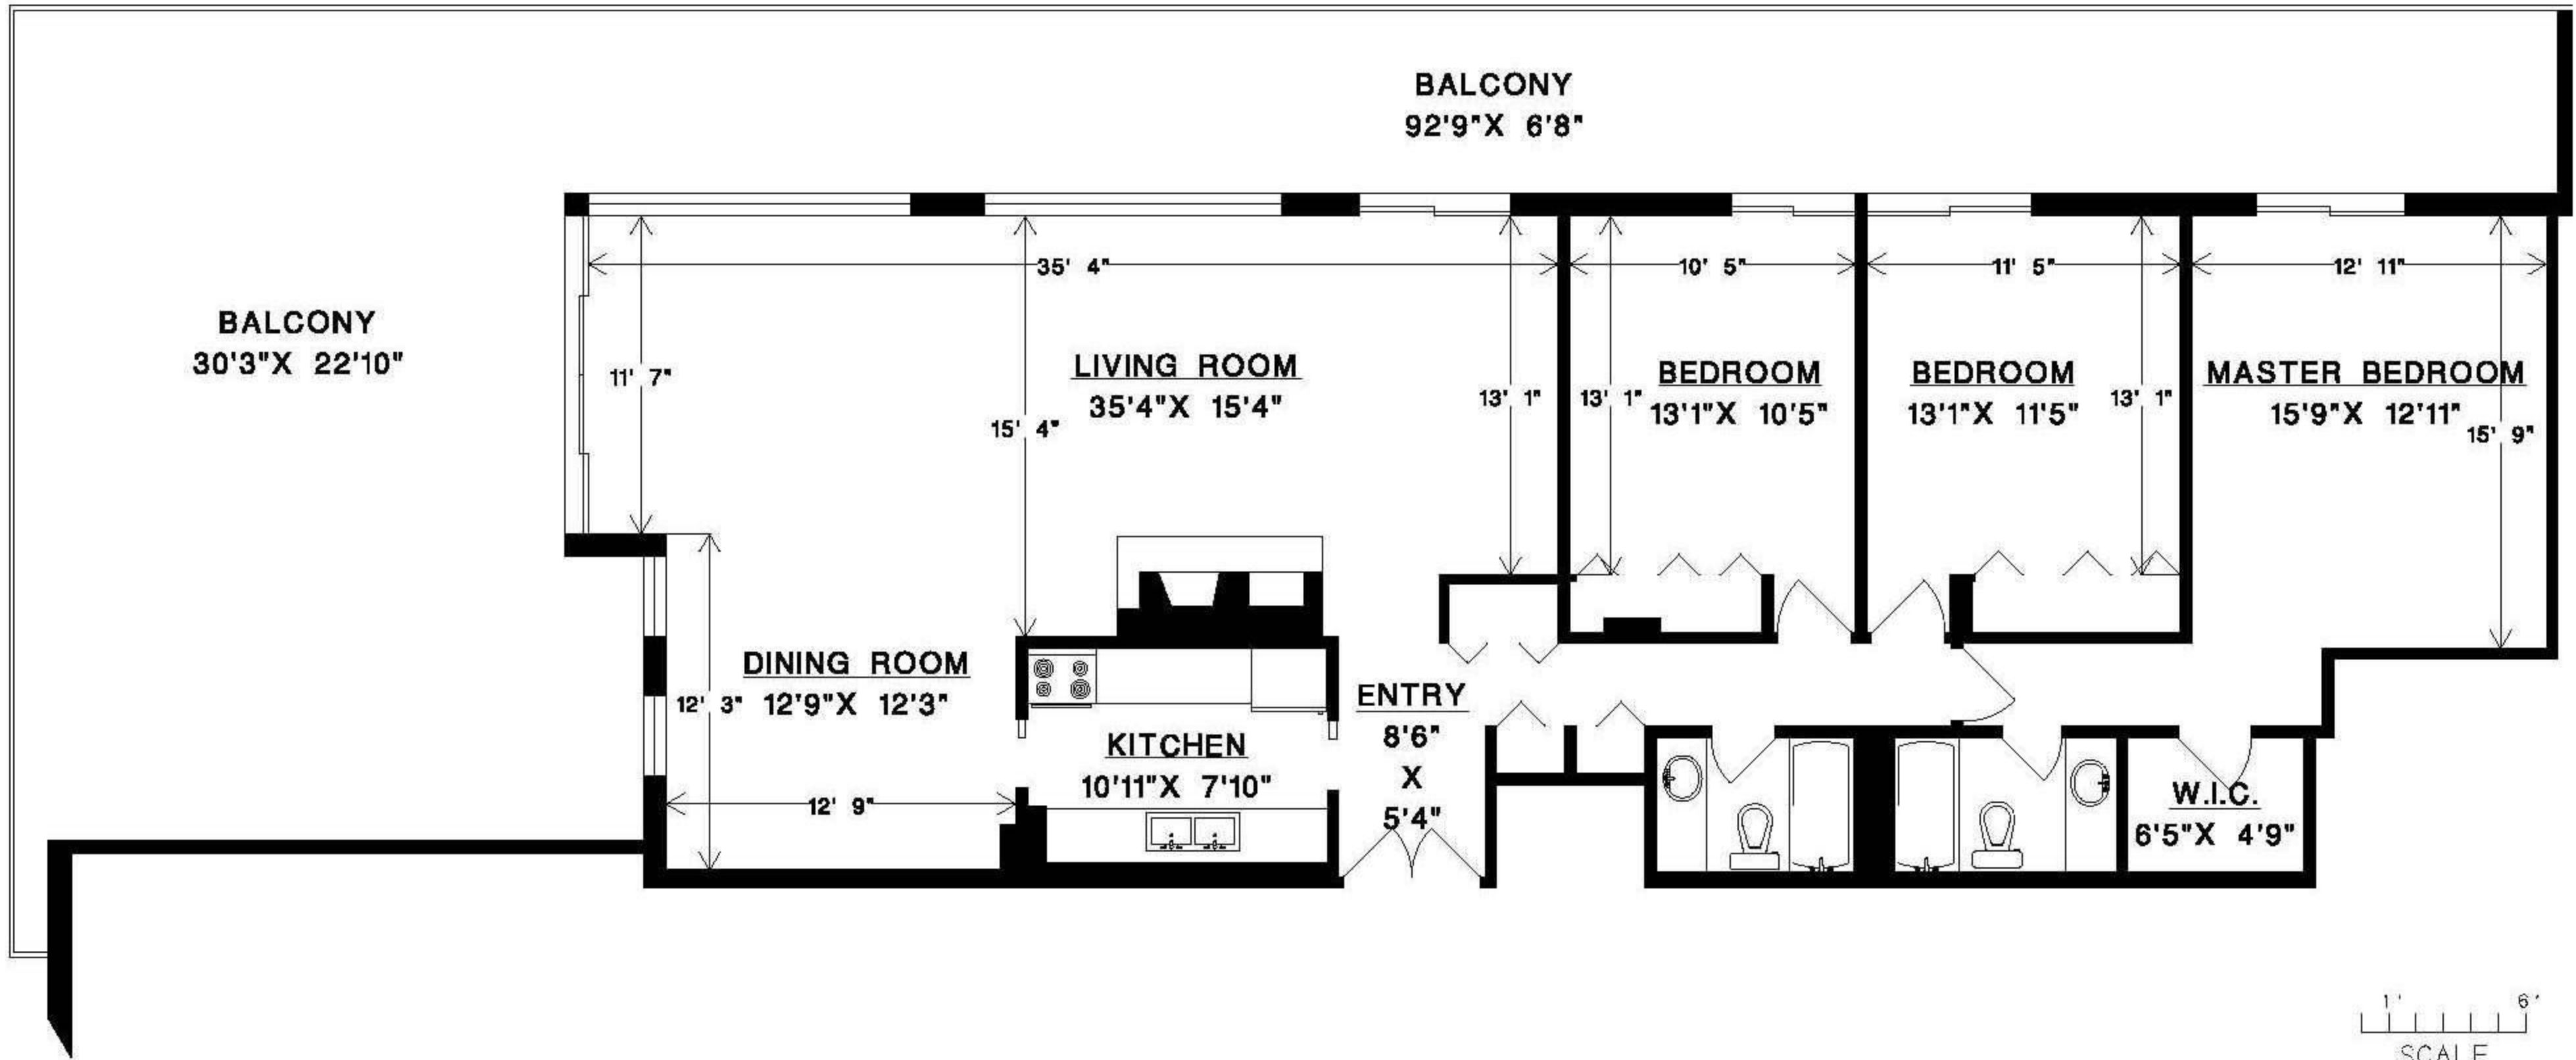 BALCONY
92'9"X 6'8"
35' 4"
10' 5"
11' 5"
12' 11"
BALCONY
30'3"X 22'10"
11' 7"
LIVING ROOM
35'4"X 15'4"
15' 4"
13' 1"
13' 1"
BEDROOM
13'1"X 10'5"
BEDROOM
13'1"X 11'5"
13' 1"
MASTER BEDROOM
15'9"X 12'11"
15' 9"
DINING ROOM
12'9"X 12'3"
12' 3"
12' 9"
KITCHEN
10'11"X 7'10"
ENTRY
8'6"
X
5'4"
W.I.C.
6'5"X 4'9"
1' 6'
SCALE